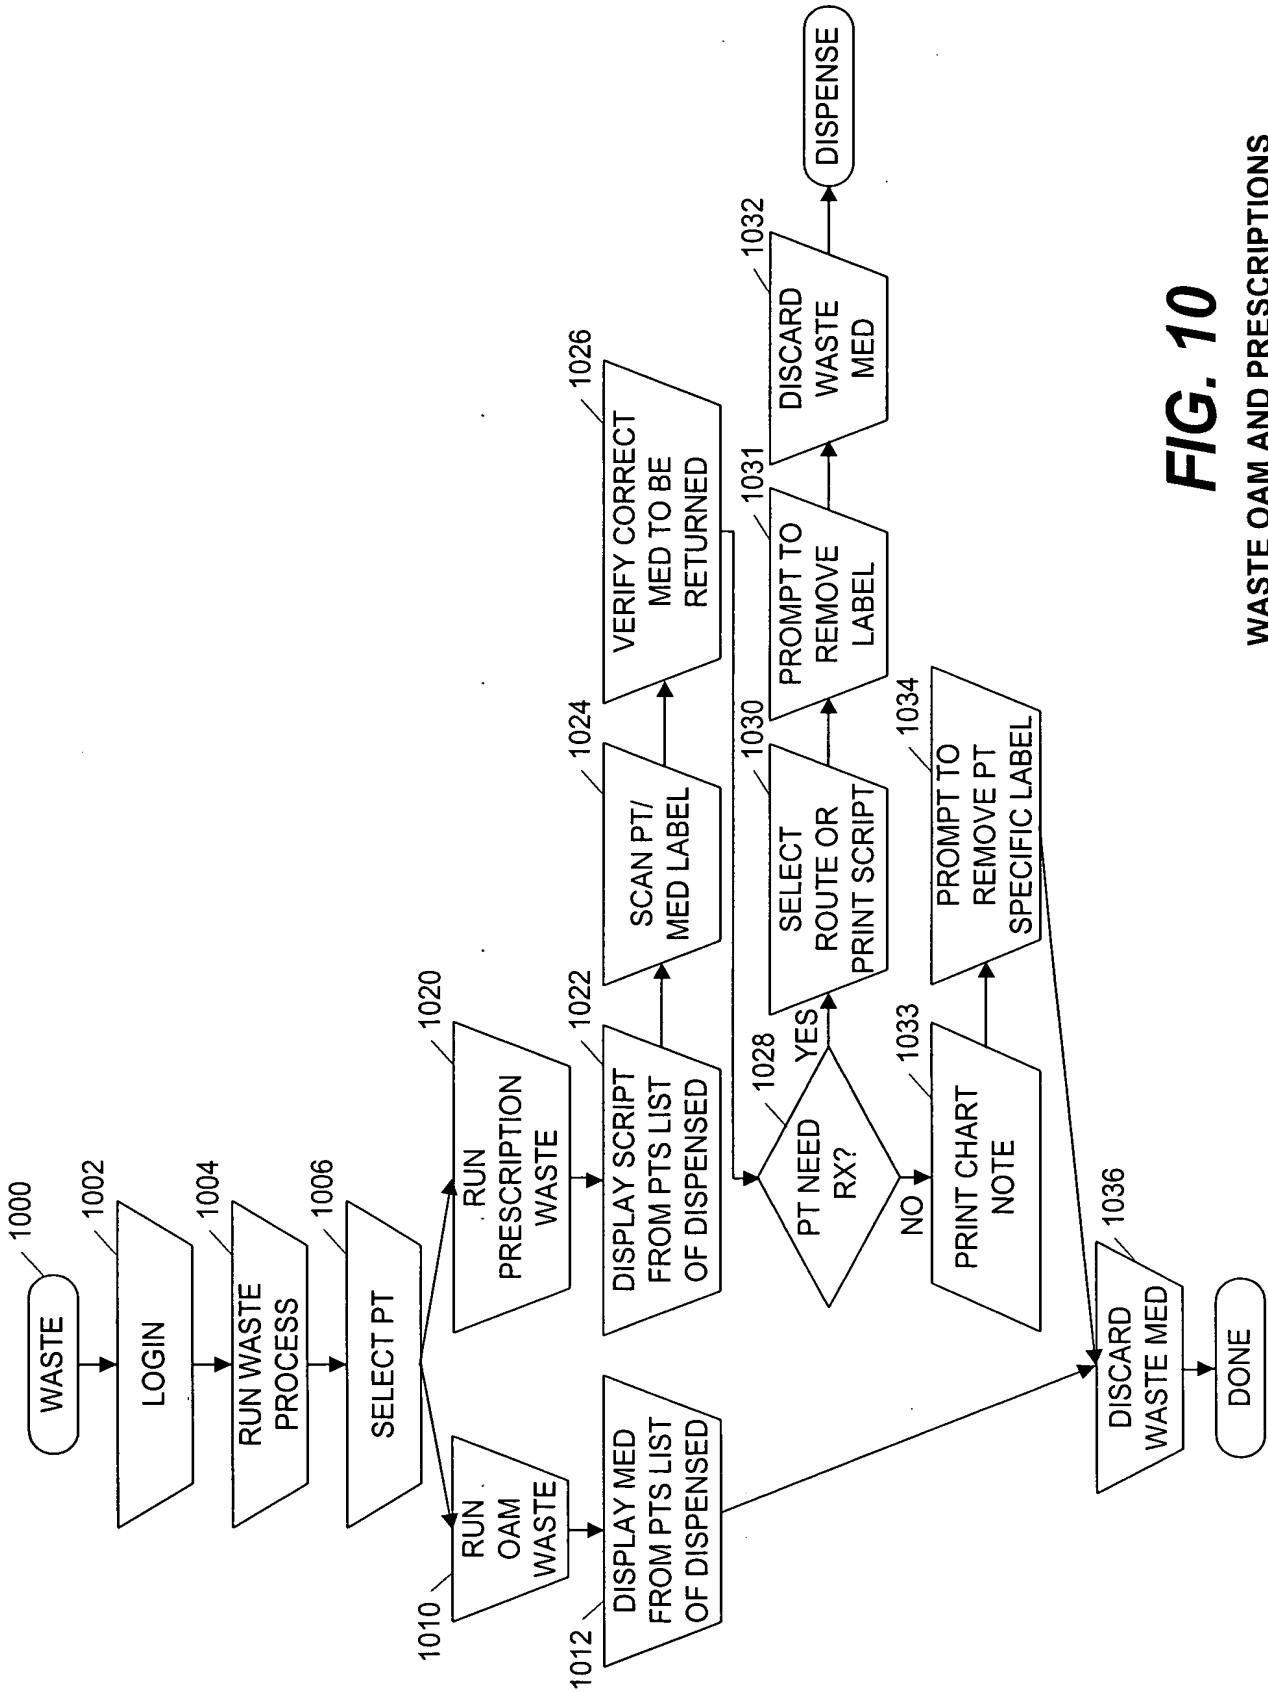 1000
WASTE
1002
LOGIN
1004
RUN WASTE
PROCESS
1006
SELECT PT
1010
RUN
OAM
WASTE
1012
DISPLAY MED
FROM PTS LIST
OF DISPENSED
1020
RUN
PRESCRIPTION
WASTE
1022
DISPLAY SCRIPT
FROM PTS LIST
OF DISPENSED
1024
SCAN PT/
MED LABEL
1026
VERIFY CORRECT
MED TO BE
RETURNED
1028
PT NEED
RX?
YES
1030
SELECT
ROUTE OR
PRINT SCRIPT
1031
PROMPT TO
REMOVE
LABEL
1032
DISCARD
WASTE
MED
DISPENSE
NO
1033
PRINT CHART
NOTE
1034
PROMPT TO
REMOVE PT
SPECIFIC LABEL
1036
DISCARD
WASTE MED
DONE
FIG. 10
WASTE OAM AND PRESCRIPTIONS